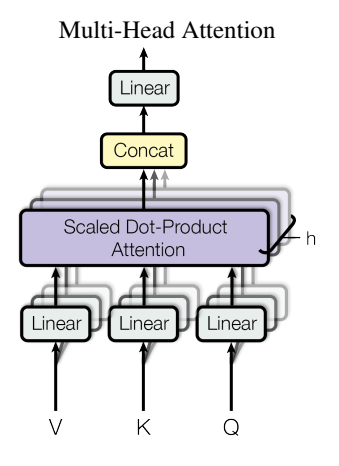 Multi-Head Attention
Linear
Concat
Scaled Dot-Product
Attention
h
Linear Linear Linear
V K Q